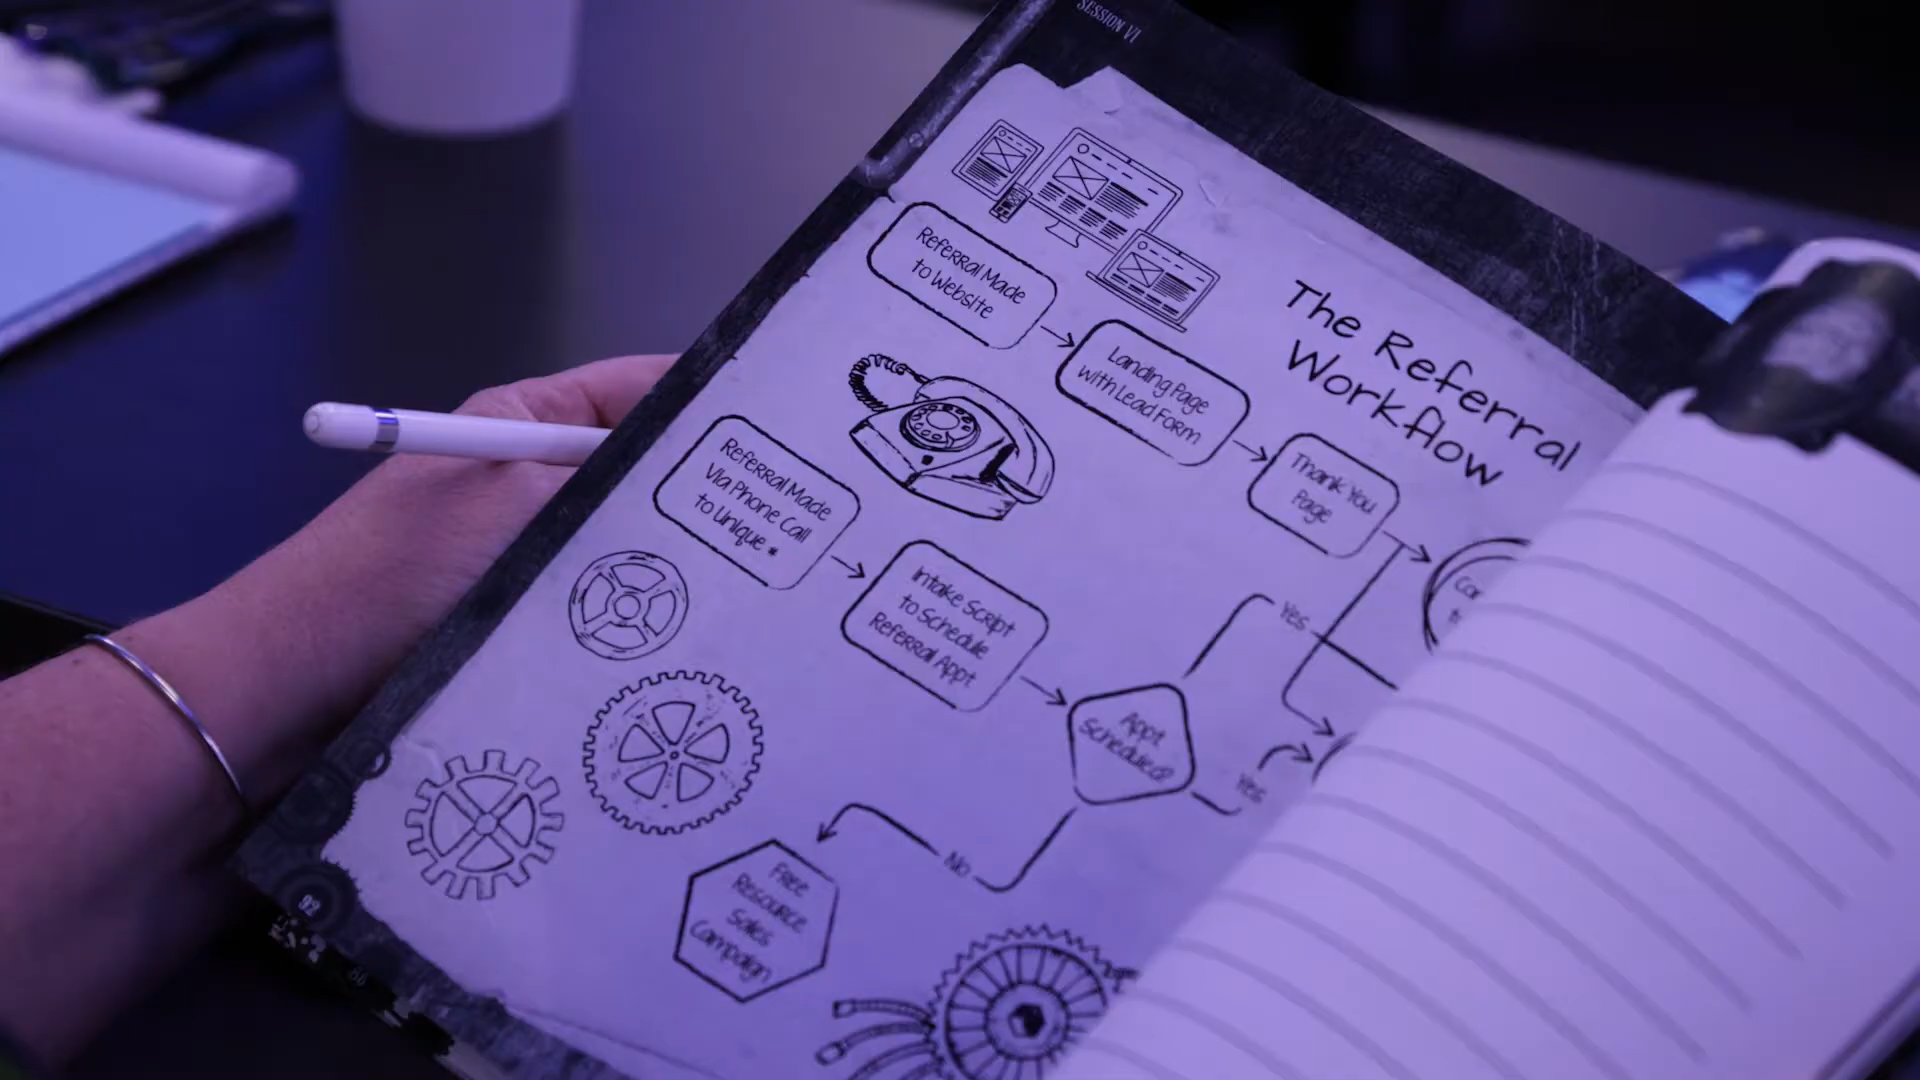 SESSION VI
The Referral
Workflow
Referral Made
to Website
Landing Page
with Lead Form
Thank You
Page
Referral Made
Via Phone Call
to Unique *
Intake Script
to Schedule
Referral Appt
Appt
Scheduled?
Yes
Yes
No
Free
Resource
Sales
Campaign
92